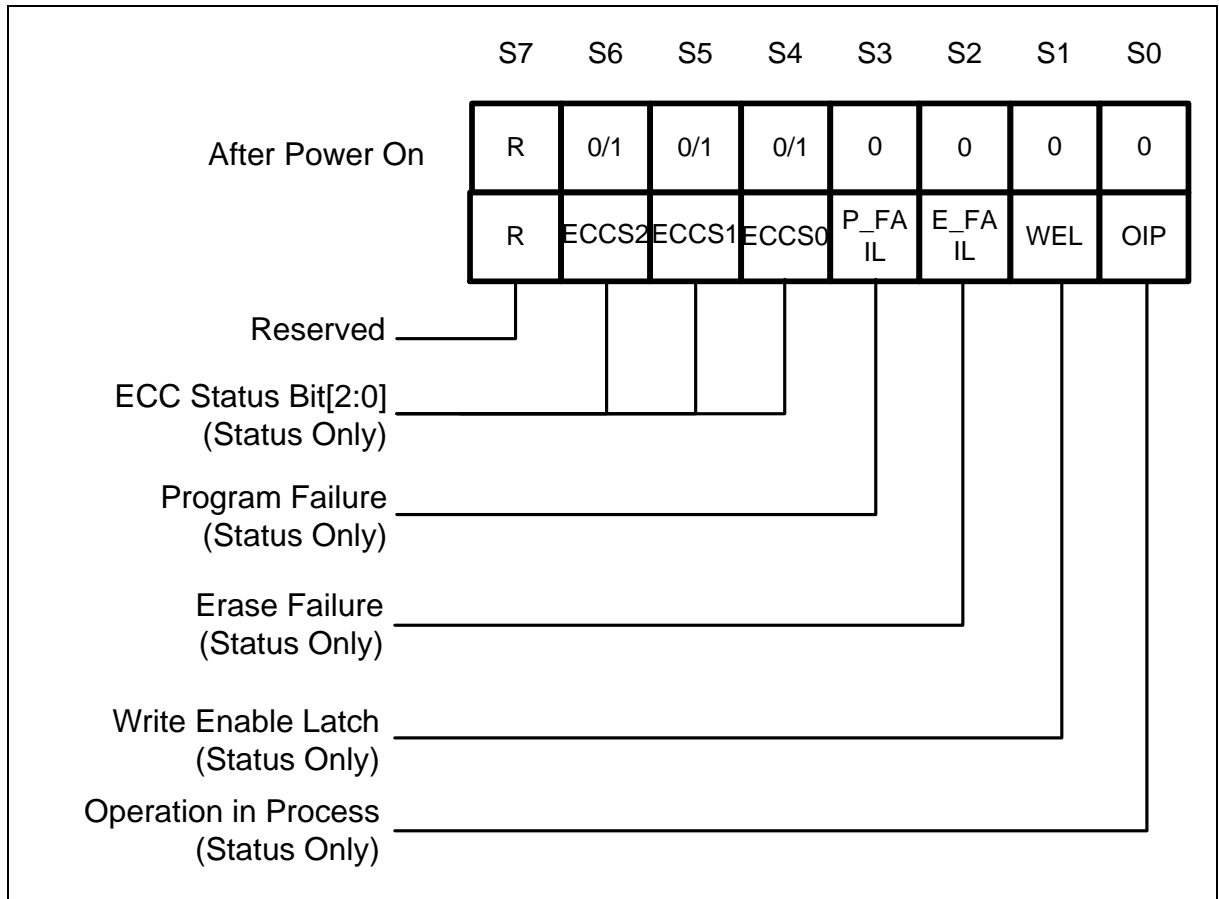 S7 S6 S5 S4 S3 S2 S1 S0
After Power On R 0/1 0/1 0/1 0 0 0 0
R ECCS2 ECCS1 ECCS0 P_FA IL E_FA IL WEL OIP
Reserved
ECC Status Bit[2:0]
(Status Only)
Program Failure
(Status Only)
Erase Failure
(Status Only)
Write Enable Latch
(Status Only)
Operation in Process
(Status Only)